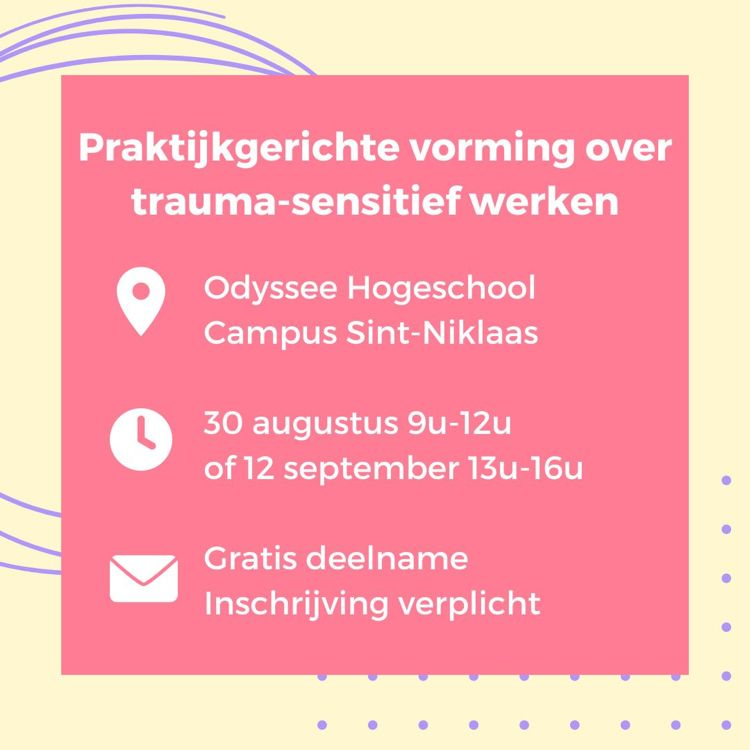 Praktijkgerichte vorming over
trauma-sensitief werken
Odyssee Hogeschool
Campus Sint-Niklaas
30 augustus 9u-12u
of 12 september 13u-16u
Gratis deelname
Inschrijving verplicht